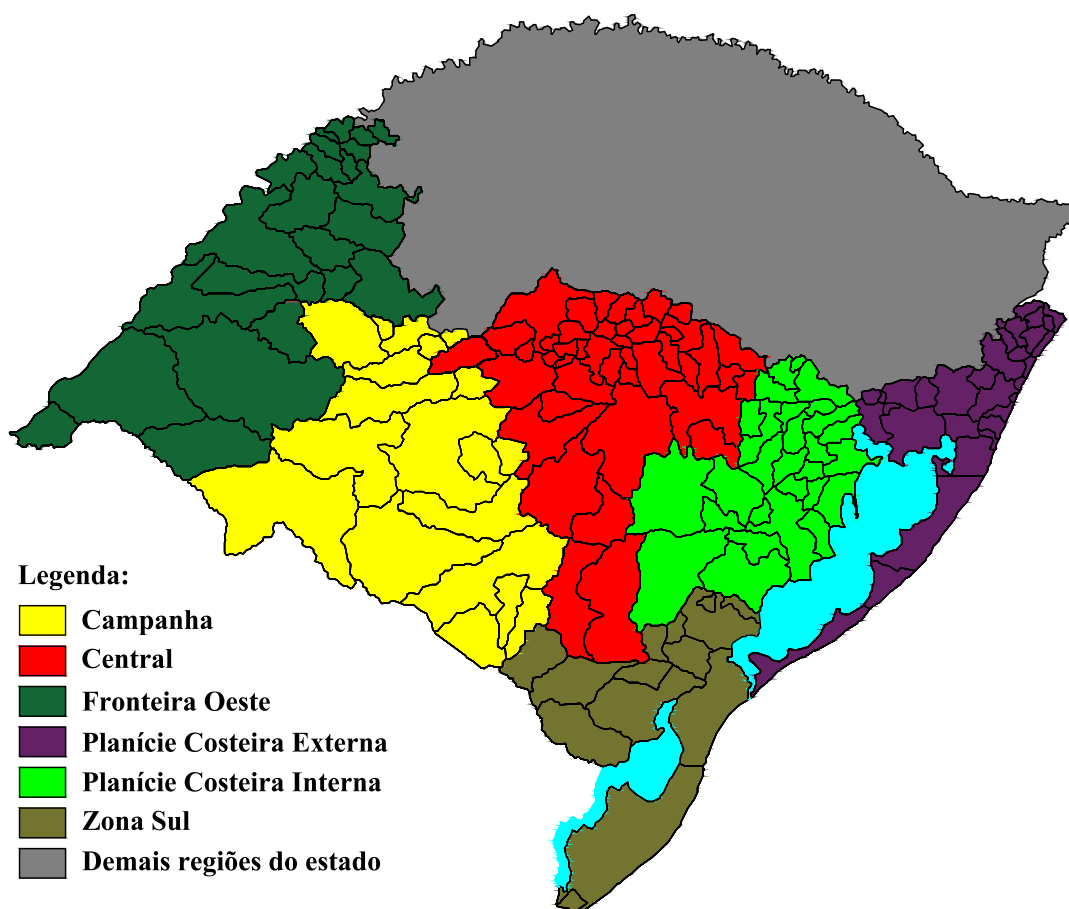 Legenda:
Campanha
Central
Fronteira Oeste
Planície Costeira Externa
Planície Costeira Interna
Zona Sul
Demais regiões do estado